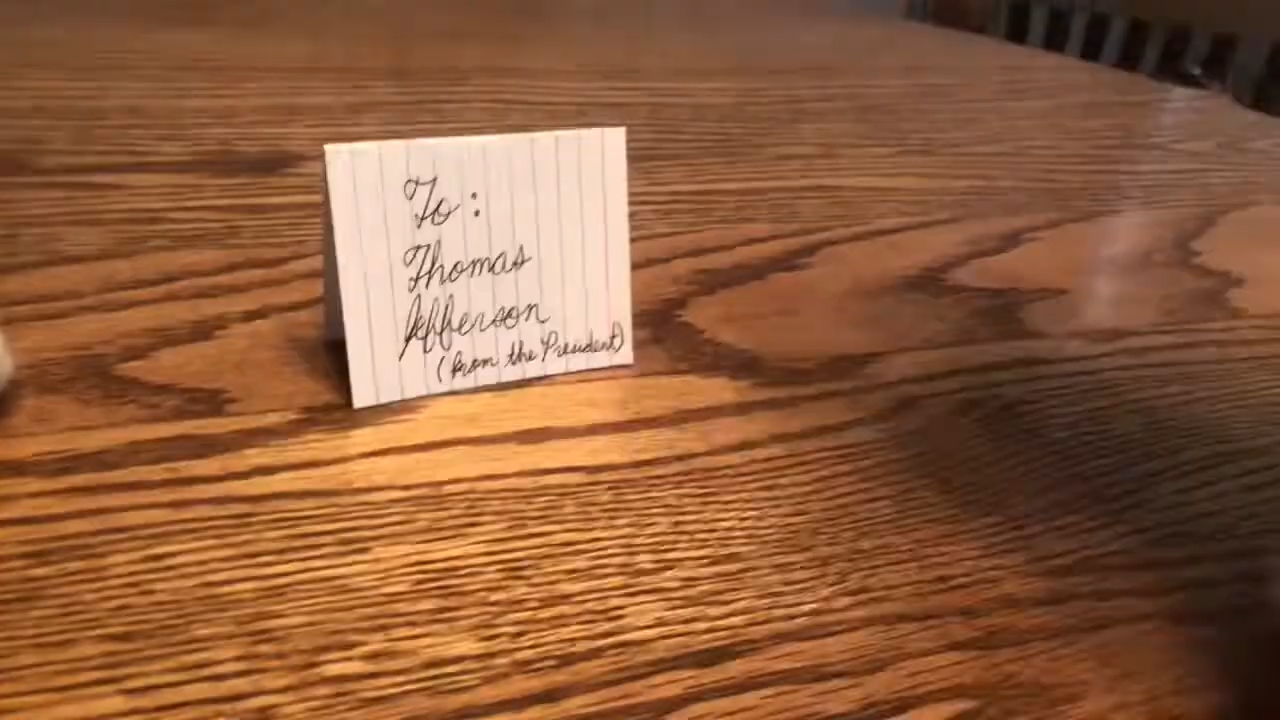 To:
Thomas
Jefferson
(from the President)